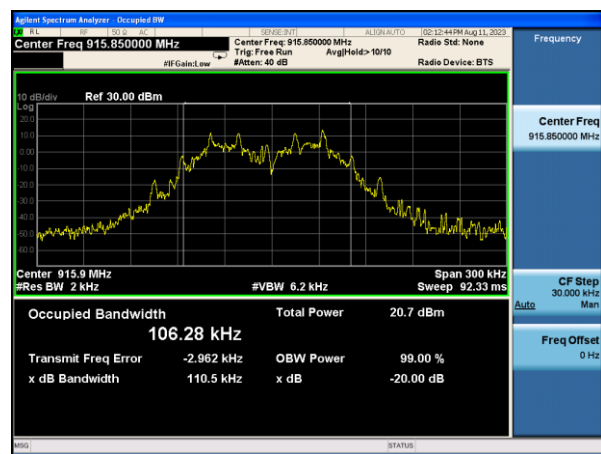 Agilent Spectrum Analyzer - Occupied BW
RL RF 50 Ω AC SENSE:INT ALIGN AUTO 02:12:44 PM Aug 11, 2023
Center Freq 915.850000 MHz
Center Freq: 915.850000 MHz
Radio Std: None
Trig: Free Run Avg|Hold:> 10/10
#IFGain:Low #Atten: 40 dB Radio Device: BTS
10 dB/div Ref 30.00 dBm
Log
20.0
10.0
0.00
-10.0
-20.0
-30.0
-40.0
-50.0
-60.0
Center 915.9 MHz Span 300 kHz
#Res BW 2 kHz #VBW 6.2 kHz Sweep 92.33 ms
Occupied Bandwidth Total Power 20.7 dBm
106.28 kHz
Transmit Freq Error -2.962 kHz OBW Power 99.00 %
x dB Bandwidth 110.5 kHz x dB -20.00 dB
MSG STATUS
Frequency
Center Freq
915.850000 MHz
CF Step
30.000 kHz
Auto Man
Freq Offset
0 Hz